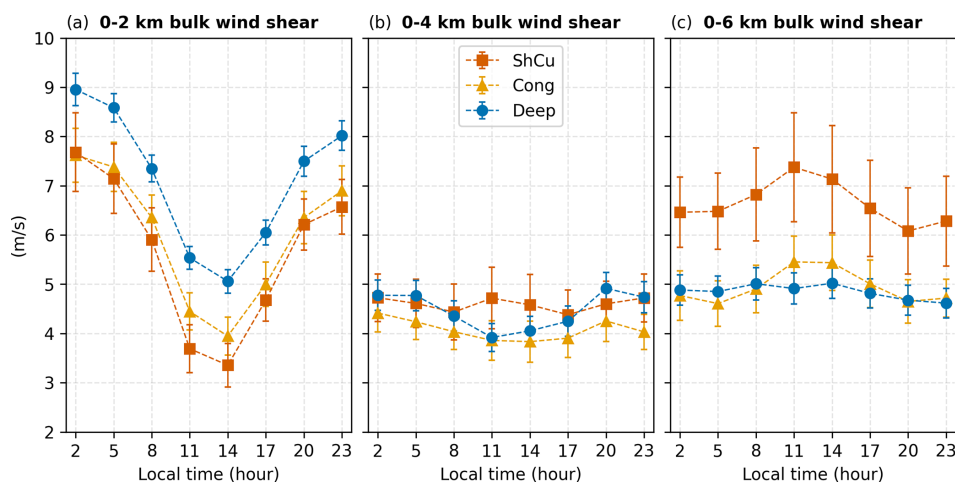 (a) 0-2 km bulk wind shear
(b) 0-4 km bulk wind shear
(c) 0-6 km bulk wind shear
10
9
8
7
6
5
4
3
2
(m/s)
ShCu
Cong
Deep
2 5 8 11 14 17 20 23
2 5 8 11 14 17 20 23
2 5 8 11 14 17 20 23
Local time (hour)
Local time (hour)
Local time (hour)